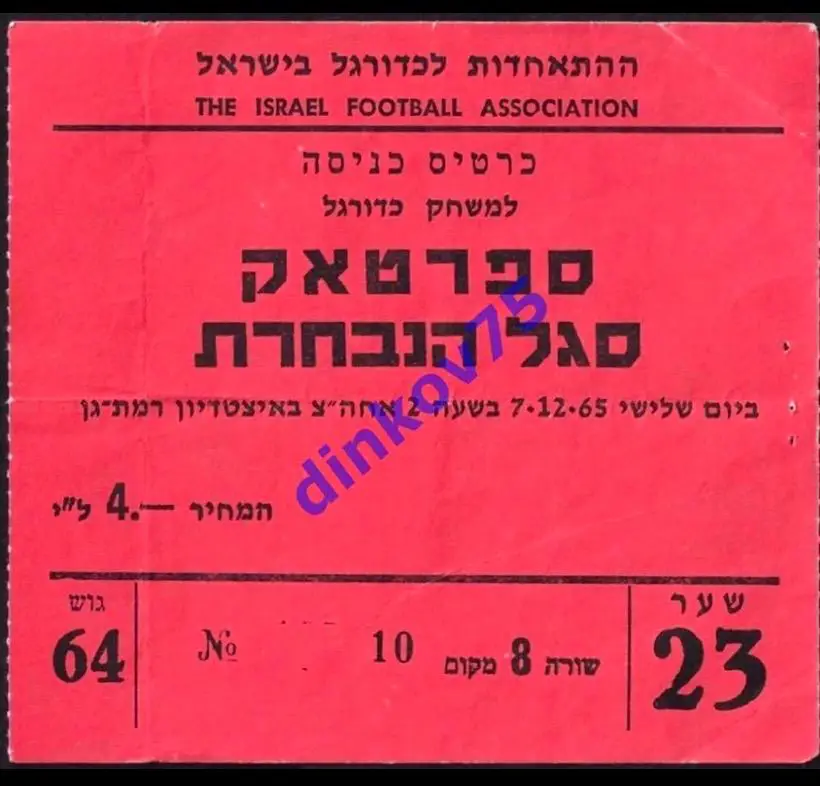 ההתאחדות לכדורגל בישראל
THE ISRAEL FOOTBALL ASSOCIATION
כרטיס כניסה
למשחק כדורגל
ספרטאק
סגל הנבחרת
ביום שלישי 7.12.65 בשעה 2 אחה״צ באיצטדיון רמת־גן
המחיר 4.— ל״י
שער
23
שורה 8 מקום 10 №
גוש
64
dinkov75